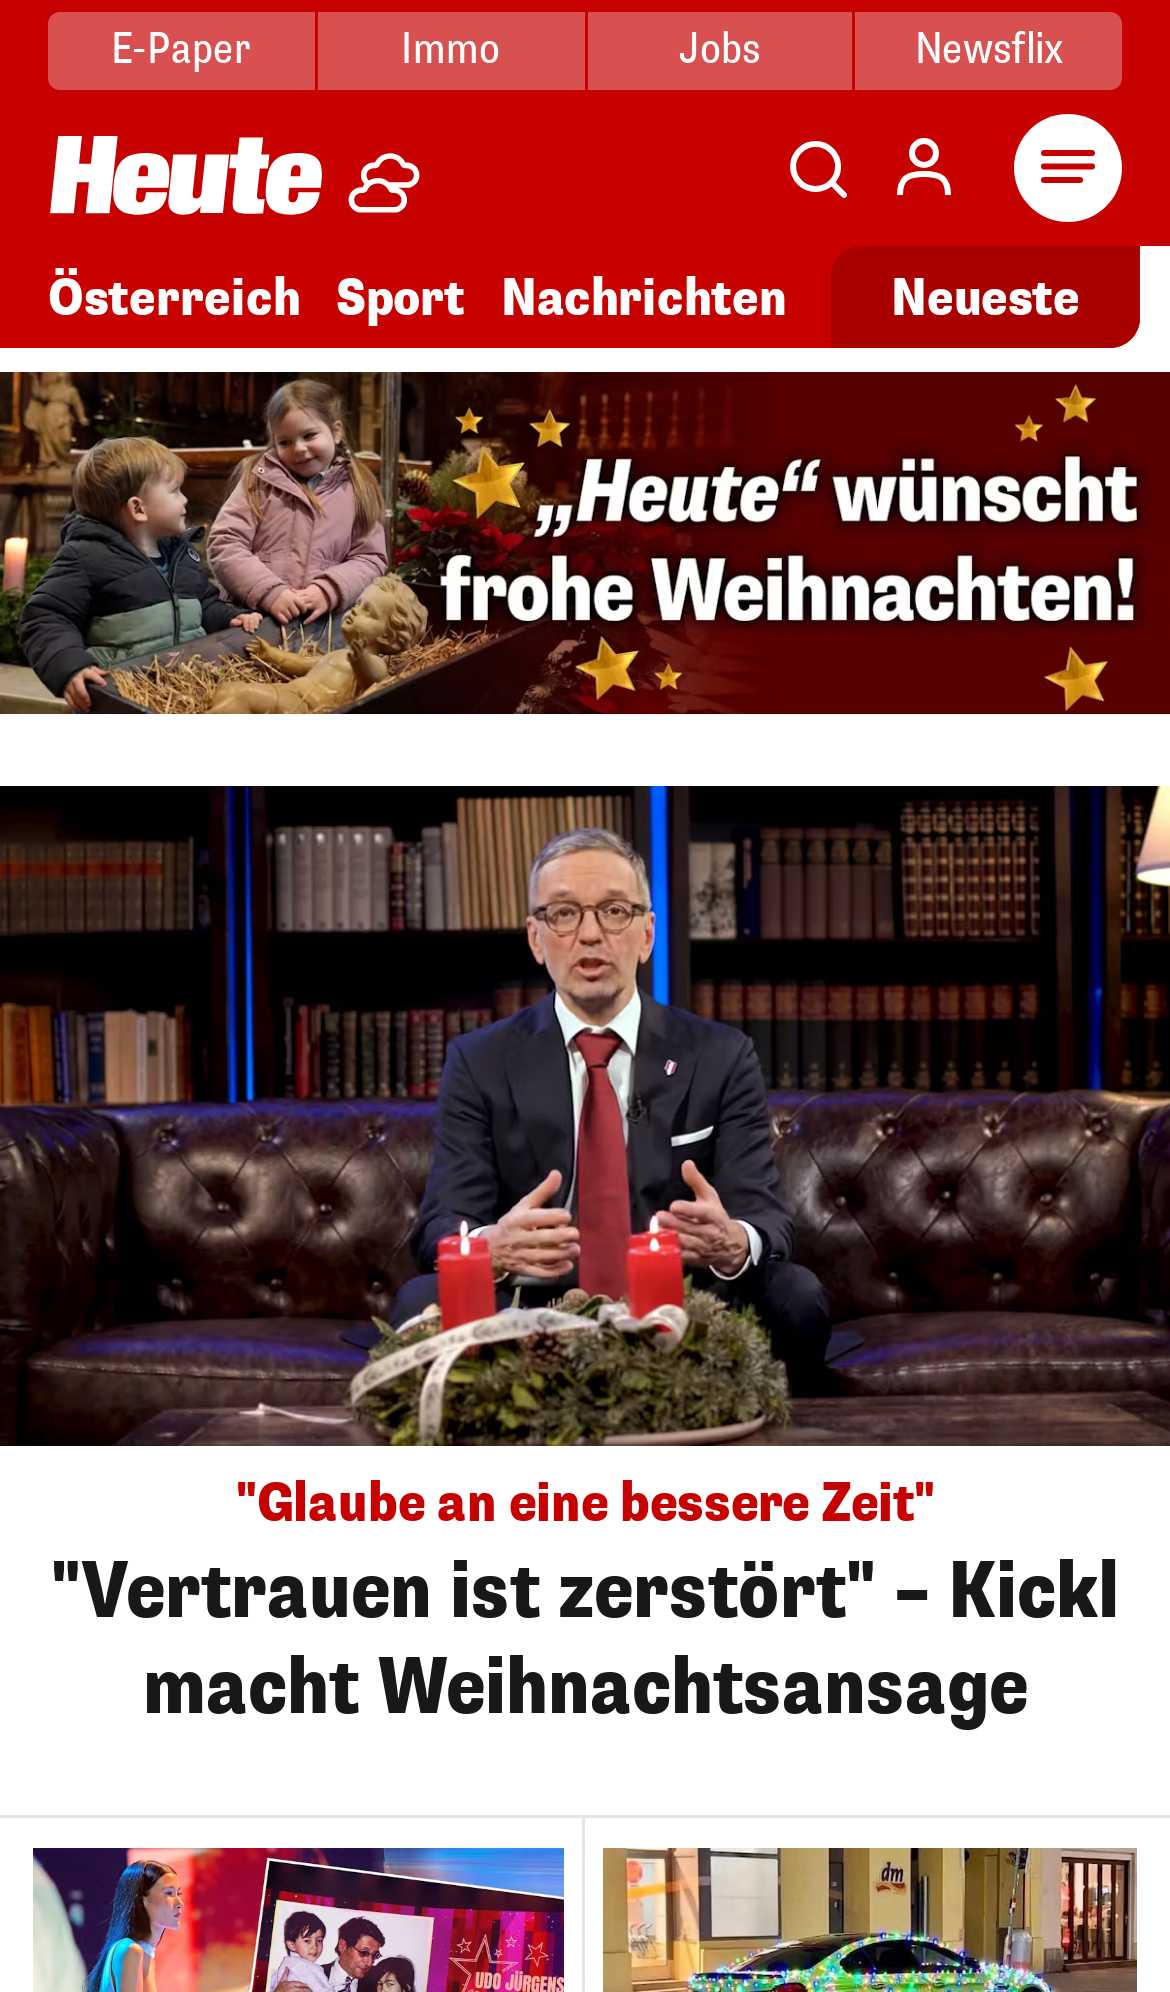 E-Paper
Immo
Jobs
Newsflix
Heute
Österreich
Sport
Nachrichten
Neueste
„Heute“ wünscht
frohe Weihnachten!
"Glaube an eine bessere Zeit"
"Vertrauen ist zerstört" – Kickl
macht Weihnachtsansage
UDO JÜRGENS
dm